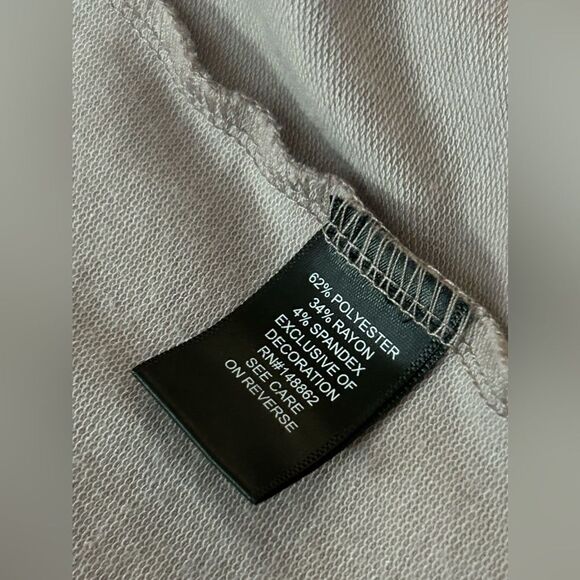 62% POLYESTER
34% RAYON
4% SPANDEX
EXCLUSIVE OF
DECORATION
RN#148862
SEE CARE
ON REVERSE